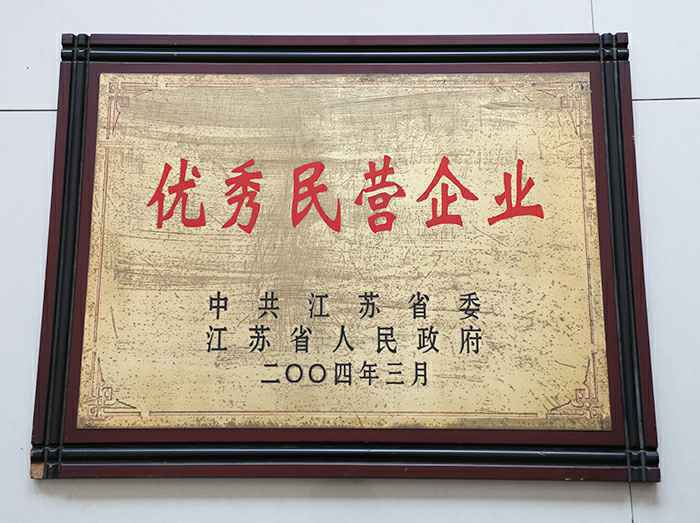 优秀民营企业
中共江苏省委
江苏省人民政府
二〇〇四年三月